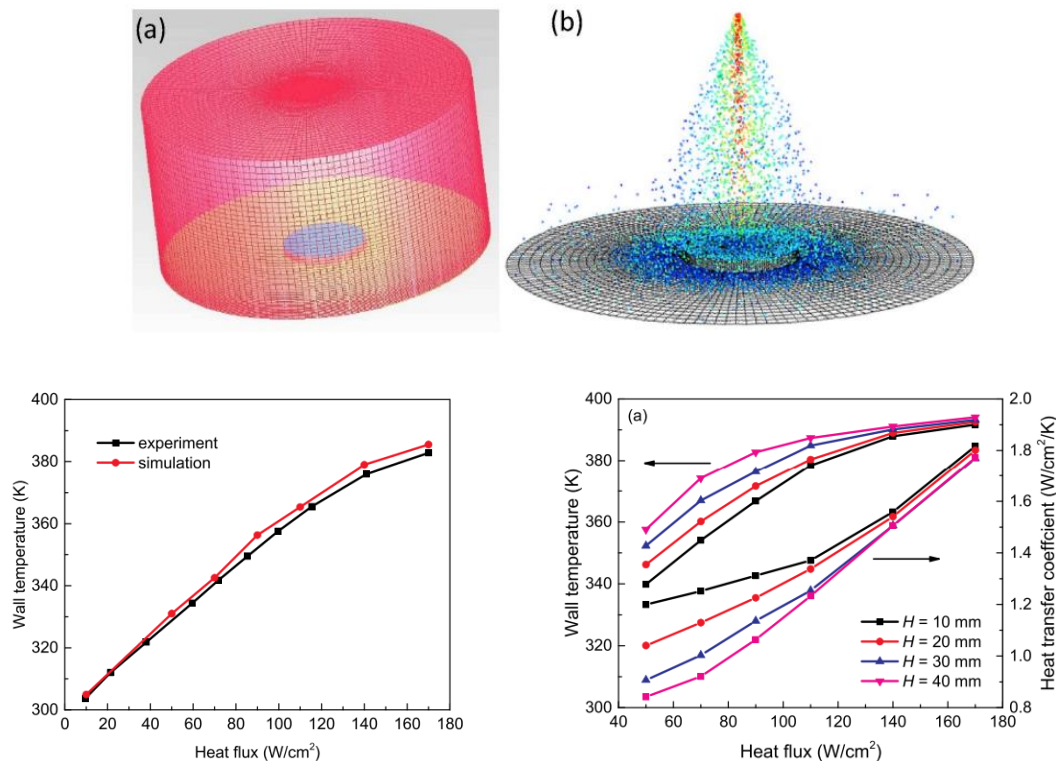 (a)
(b)
400
380
360
340
320
300
0 20 40 60 80 100 120 140 160 180
Wall temperature (K)
Heat flux (W/cm²)
experiment
simulation
(a)
400
380
360
340
320
300
40 60 80 100 120 140 160 180
2.0
1.8
1.6
1.4
1.2
1.0
0.8
Wall temperature (K)
Heat flux (W/cm²)
Heat transfer coeffcient (W/cm²/K)
H = 10 mm
H = 20 mm
H = 30 mm
H = 40 mm